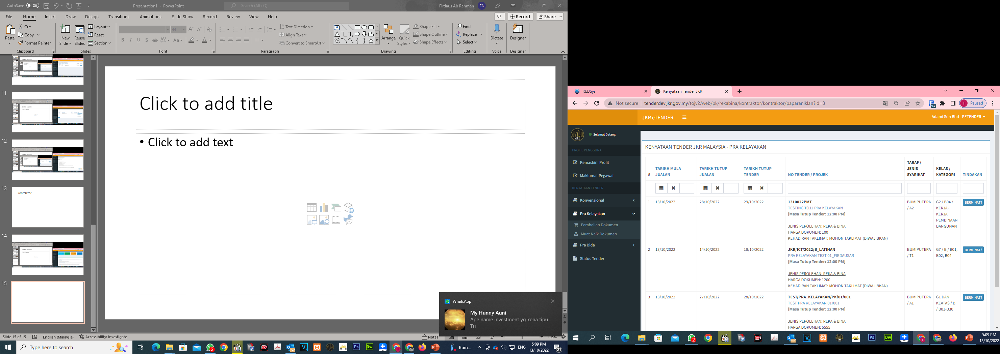 AutoSave Off
Presentation1 - PowerPoint
Search (Alt+Q)
Firdaus Ab Rahman FA
File Home Insert Draw Design Transitions Animations Slide Show Record Review View Help
Record Share
Paste
Cut
Copy
Format Painter
Clipboard
New Slide
Reuse Slides
Layout
Reset
Section
Slides
44
Font
Text Direction
Align Text
Convert to SmartArt
Paragraph
Arrange
Quick Styles
Shape Fill
Shape Outline
Shape Effects
Drawing
Find
Replace
Select
Editing
Dictate
Voice
Designer
Designer
11
12
13
Kontraktor
14
15
Click to add title
• Click to add text
WhatsApp
My Hunny Auni
Ape name investment yg kena tipu
Tu
Slide 15 of 15 English (Malaysia) Accessibility: Investigate
Notes
105%
Type here to search
Rain... ENG 5:09 PM
13/10/2022
21
REDSys
Kenyataan Tender JKR
Not secure tenderdev.jkr.gov.my/tojv2/web/pk/rekabina/kontraktor/kontraktor/paparaniklan?id=3
9+
I Paused
JKR eTENDER
Adami Sdn Bhd - PETENDER
Selamat Datang
PROFIL PENGGUNA
Kemaskini Profil
Maklumat Pegawai
KENYATAAN TENDER
Konvensional
Pra Kelayakan
Pembelian Dokumen
Muat Naik Dokumen
Pra Bida
Status Tender
KENYATAAN TENDER JKR MALAYSIA - PRA KELAYAKAN
# TARIKH MULA JUALAN TARIKH TUTUP JUALAN TARIKH TUTUP TENDER NO TENDER / PROJEK TARAF / JENIS SYARIKAT KELAS / KATEGORI TINDAKAN
1 13/10/2022 28/10/2022 29/10/2022 1310022PMT BUMIPUTERA / A2 G2 / B04 / KERJA-KERJA PEMBINAAN BANGUNAN BERMINAT?
TESTING TOJ2 PRA KELAYAKAN
[Masa Tutup Tender: 12:00 PM]
JENIS PEROLEHAN: REKA & BINA
HARGA DOKUMEN: 100
KEHADIRAN TAKLIMAT: MOHON TAKLIMAT (DIWAJIBKAN)
2 13/10/2022 14/10/2022 18/10/2022 JKR/ICT/2022/B_LATIHAN BUMIPUTERA / T1 G7 / B / B01, B02, B04 BERMINAT?
PRA KELAYAKAN TEST 01_FIRDAUSAR
[Masa Tutup Tender: 12:00 PM]
JENIS PEROLEHAN: REKA & BINA
HARGA DOKUMEN: 1200
KEHADIRAN TAKLIMAT: MOHON TAKLIMAT (DIWAJIBKAN)
3 13/10/2022 27/10/2022 28/10/2022 TEST/PRA_KELAYAKAN/PK/01/001 BUMIPUTERA / A1 G1 DAN KEATAS / B / B01-B30 BERMINAT?
TEST PRA KELAYAKAN 01/001
[Masa Tutup Tender: 12:00 PM]
JENIS PEROLEHAN: REKA & BINA
HARGA DOKUMEN: 5555
5:09 PM
13/10/2022